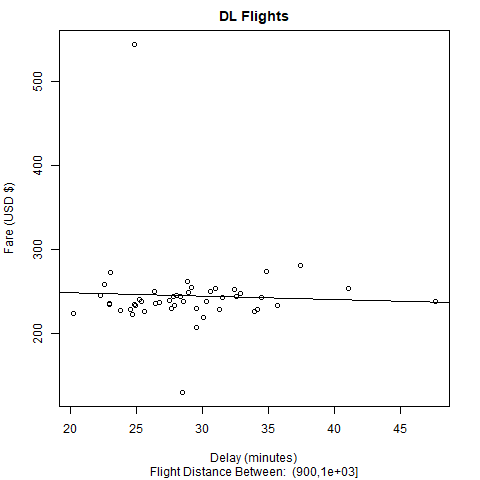 DL Flights
Fare (USD $)
500
400
300
200
20 25 30 35 40 45
Delay (minutes)
Flight Distance Between: (900,1e+03]